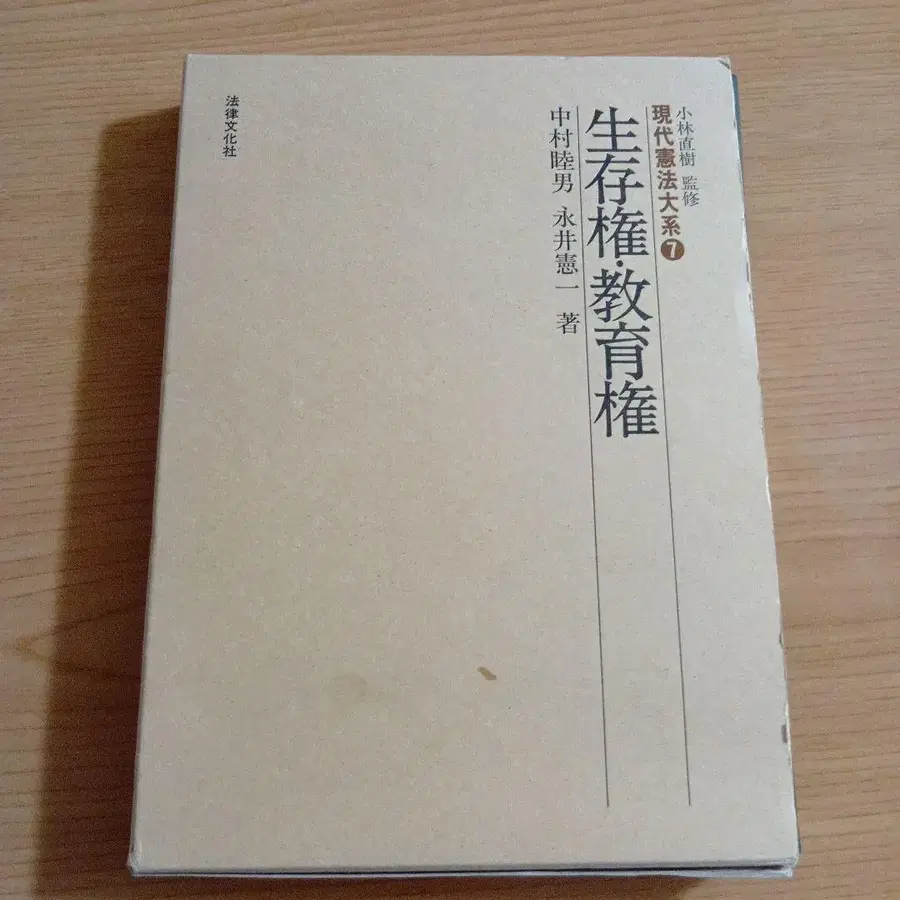 小林直樹 監修
現代憲法大系7
生存権・教育権
中村睦男 永井憲一 著
法律文化社